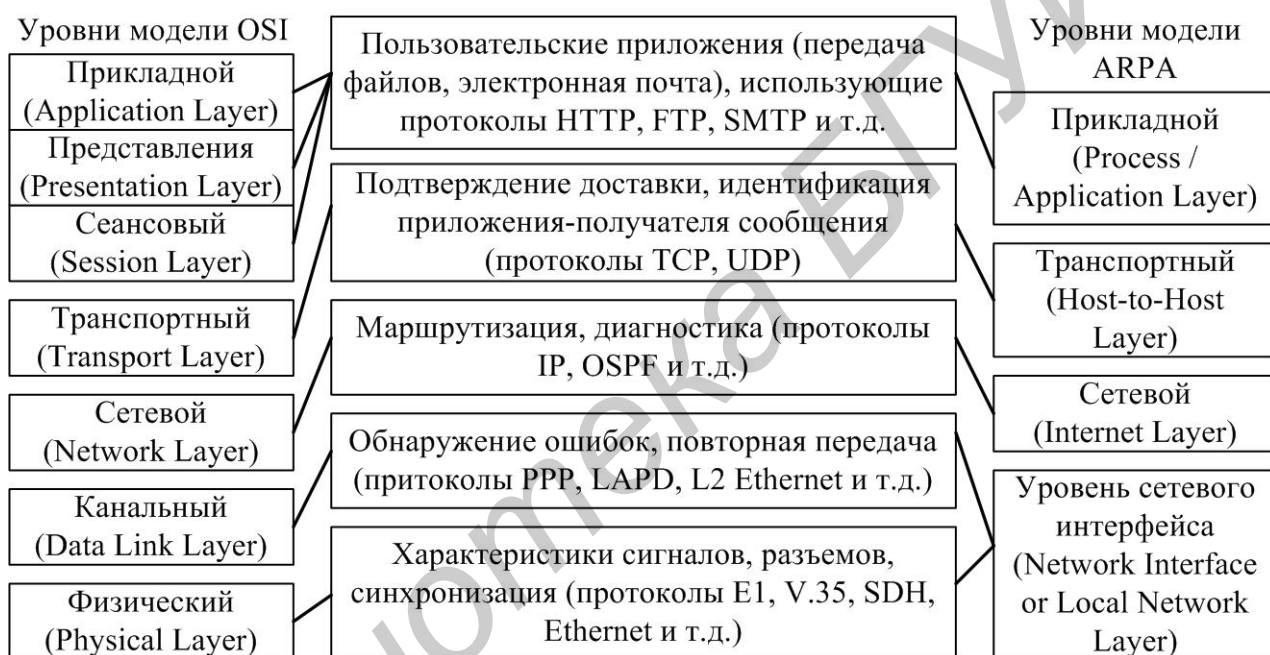 Уровни модели OSI
Прикладной
(Application Layer)
Представления
(Presentation Layer)
Сеансовый
(Session Layer)
Транспортный
(Transport Layer)
Сетевой
(Network Layer)
Канальный
(Data Link Layer)
Физический
(Physical Layer)
Пользовательские приложения (передача
файлов, электронная почта), использующие
протоколы HTTP, FTP, SMTP и т.д.
Подтверждение доставки, идентификация
приложения-получателя сообщения
(протоколы TCP, UDP)
Маршрутизация, диагностика (протоколы
IP, OSPF и т.д.)
Обнаружение ошибок, повторная передача
(притоколы PPP, LAPD, L2 Ethernet и т.д.)
Характеристики сигналов, разъемов,
синхронизация (протоколы E1, V.35, SDH,
Ethernet и т.д.)
Уровни модели
ARPA
Прикладной
(Process /
Application Layer)
Транспортный
(Host-to-Host
Layer)
Сетевой
(Internet Layer)
Уровень сетевого
интерфейса
(Network Interface
or Local Network
Layer)